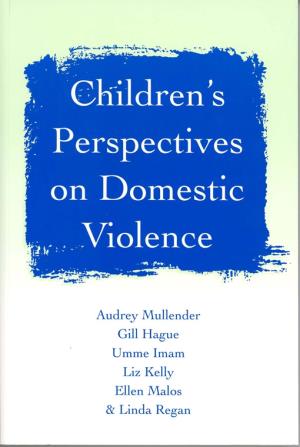 Children's
Perspectives
on Domestic
Violence
Audrey Mullender
Gill Hague
Umme Imam
Liz Kelly
Ellen Malos
& Linda Regan